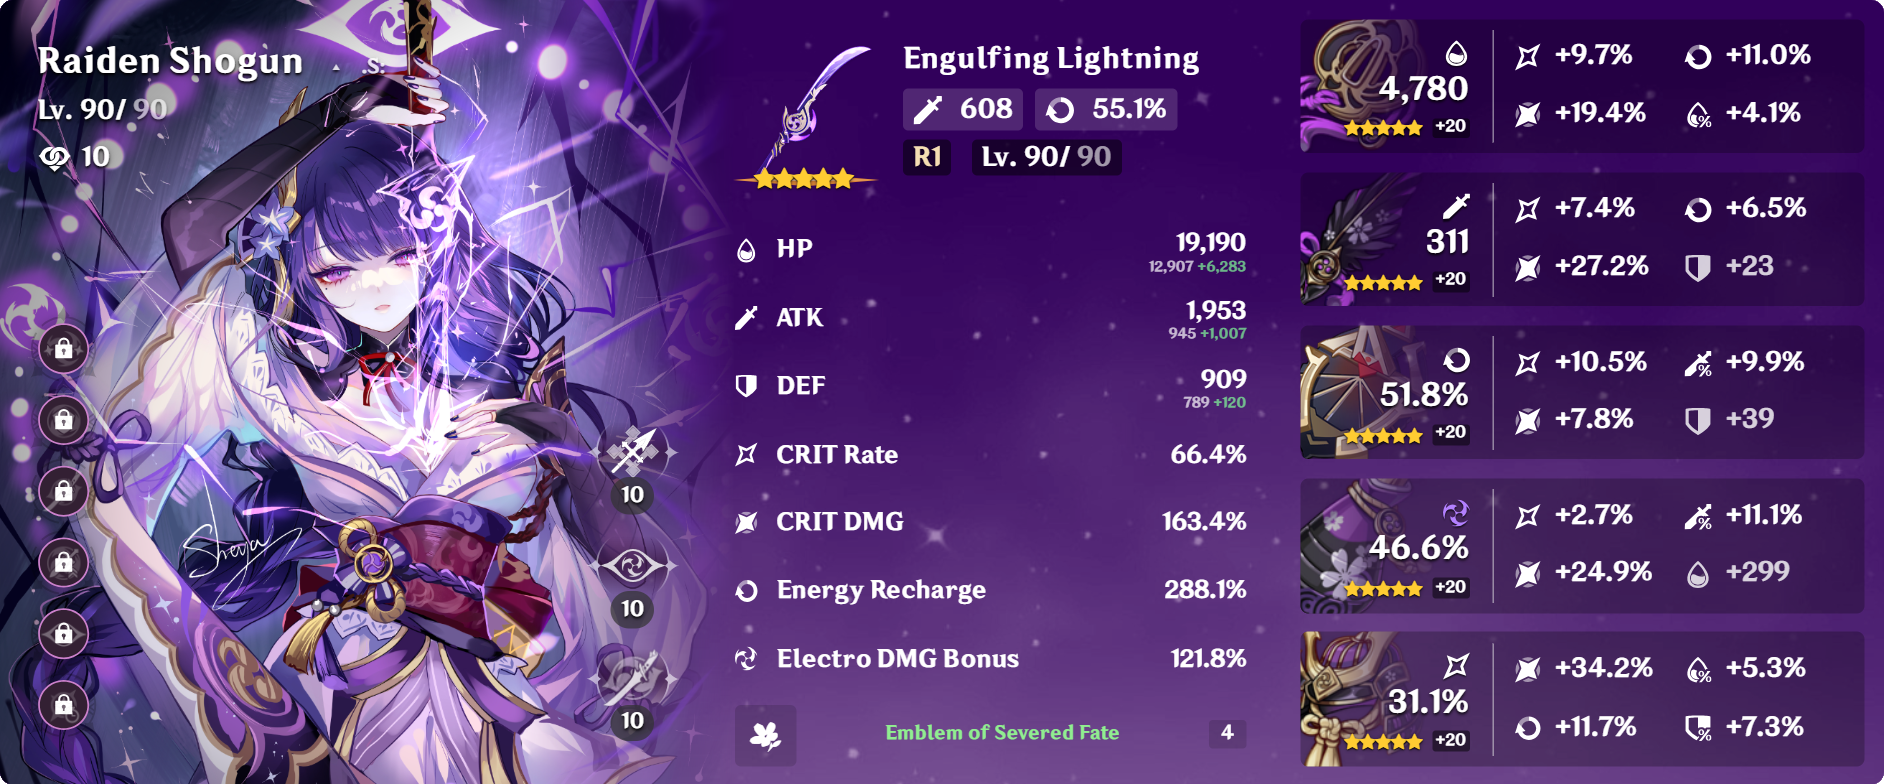 Raiden Shogun
Lv. 90/ 90
10
10
10
10
Sheya
Engulfing Lightning
608 55.1%
R1 Lv. 90/ 90
HP 19,190
12,907 +6,283
ATK 1,953
945 +1,007
DEF 909
789 +120
CRIT Rate 66.4%
CRIT DMG 163.4%
Energy Recharge 288.1%
Electro DMG Bonus 121.8%
Emblem of Severed Fate 4
4,780
+20
+9.7% +11.0%
+19.4% +4.1%
311
+20
+7.4% +6.5%
+27.2% +23
51.8%
+20
+10.5% +9.9%
+7.8% +39
46.6%
+20
+2.7% +11.1%
+24.9% +299
31.1%
+20
+34.2% +5.3%
+11.7% +7.3%